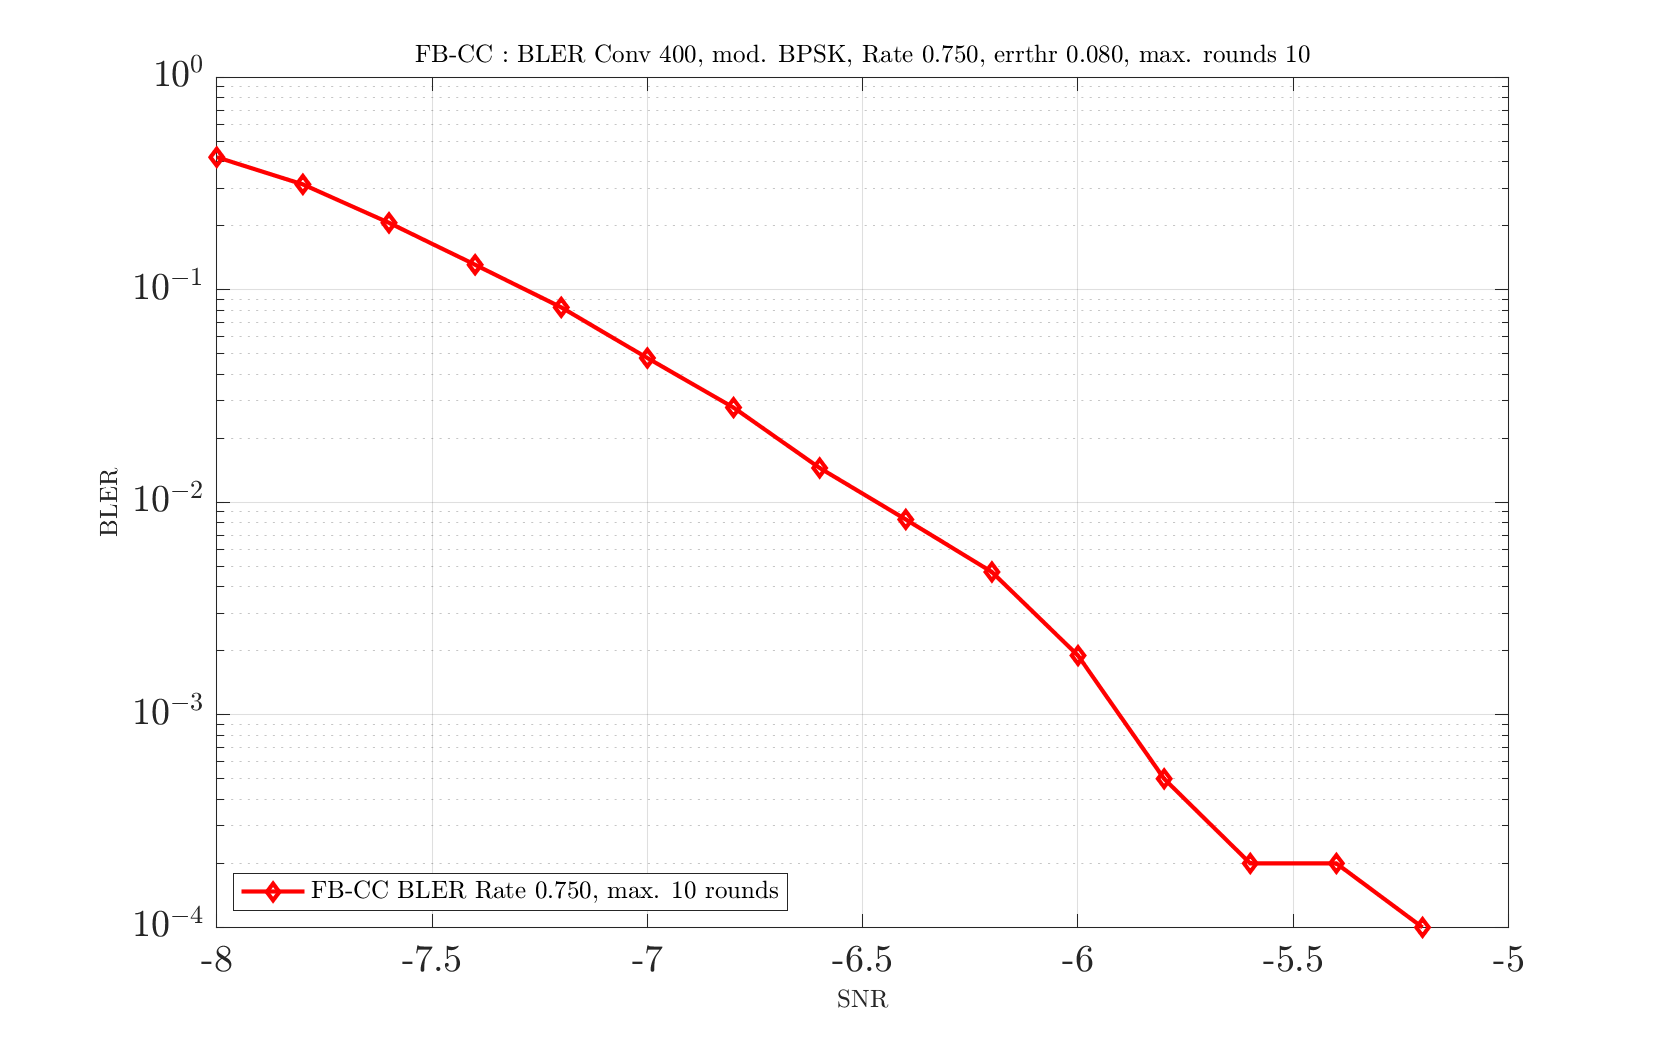 FB-CC : BLER Conv 400, mod. BPSK, Rate 0.750, errthr 0.080, max. rounds 10
10^0
10^−1
10^−2
10^−3
10^−4
BLER
FB-CC BLER Rate 0.750, max. 10 rounds
-8 -7.5 -7 -6.5 -6 -5.5 -5
SNR